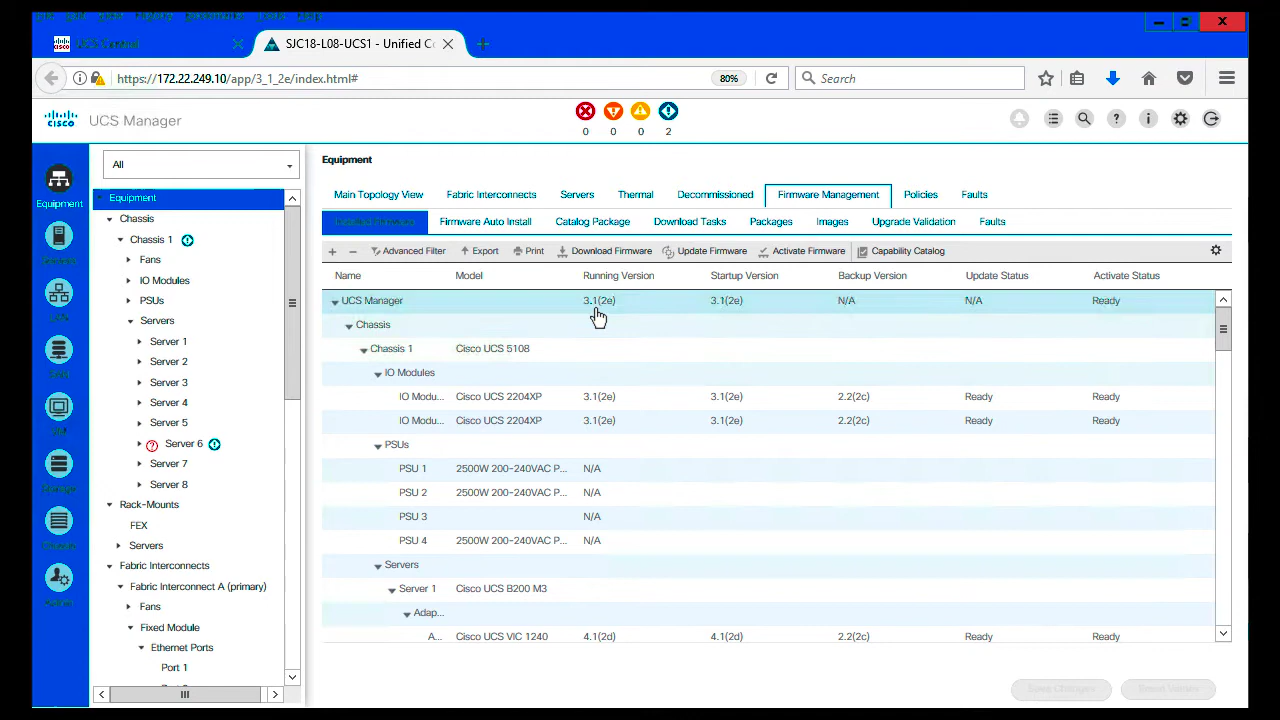 UCS Central
SJC18-L08-UCS1 - Unified C
https://172.22.249.10/app/3_1_2e/index.html#
80%
Search
cisco
UCS Manager
0 0 0 2
All
Equipment
Equipment
Chassis
Chassis 1
Fans
IO Modules
PSUs
Servers
Server 1
Server 2
Server 3
Server 4
Server 5
Server 6
Server 7
Server 8
Rack-Mounts
FEX
Servers
Fabric Interconnects
Fabric Interconnect A (primary)
Fans
Fixed Module
Ethernet Ports
Port 1
Equipment
Main Topology View Fabric Interconnects Servers Thermal Decommissioned Firmware Management Policies Faults
Installed Firmware Firmware Auto Install Catalog Package Download Tasks Packages Images Upgrade Validation Faults
+ − Advanced Filter Export Print Download Firmware Update Firmware Activate Firmware Capability Catalog
Name Model Running Version Startup Version Backup Version Update Status Activate Status
UCS Manager 3.1(2e) 3.1(2e) N/A N/A Ready
Chassis
Chassis 1 Cisco UCS 5108
IO Modules
IO Modu... Cisco UCS 2204XP 3.1(2e) 3.1(2e) 2.2(2c) Ready Ready
IO Modu... Cisco UCS 2204XP 3.1(2e) 3.1(2e) 2.2(2c) Ready Ready
PSUs
PSU 1 2500W 200-240VAC P... N/A
PSU 2 2500W 200-240VAC P... N/A
PSU 3 N/A
PSU 4 2500W 200-240VAC P... N/A
Servers
Server 1 Cisco UCS B200 M3
Adap...
A... Cisco UCS VIC 1240 4.1(2d) 4.1(2d) 2.2(2c) Ready Ready
Save Changes Reset Values